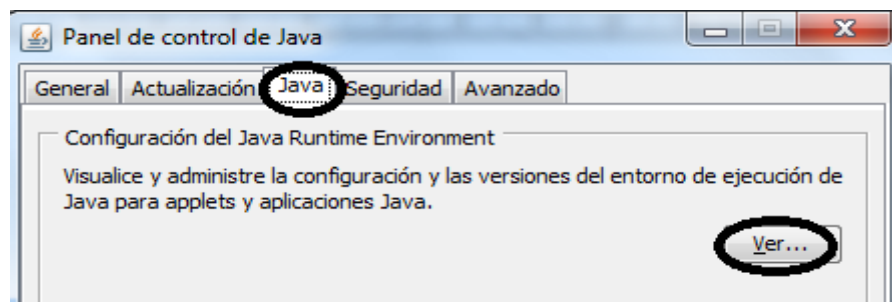 Panel de control de Java
General Actualización Java Seguridad Avanzado
Configuración del Java Runtime Environment
Visualice y administre la configuración y las versiones del entorno de ejecución de
Java para applets y aplicaciones Java.
Ver...